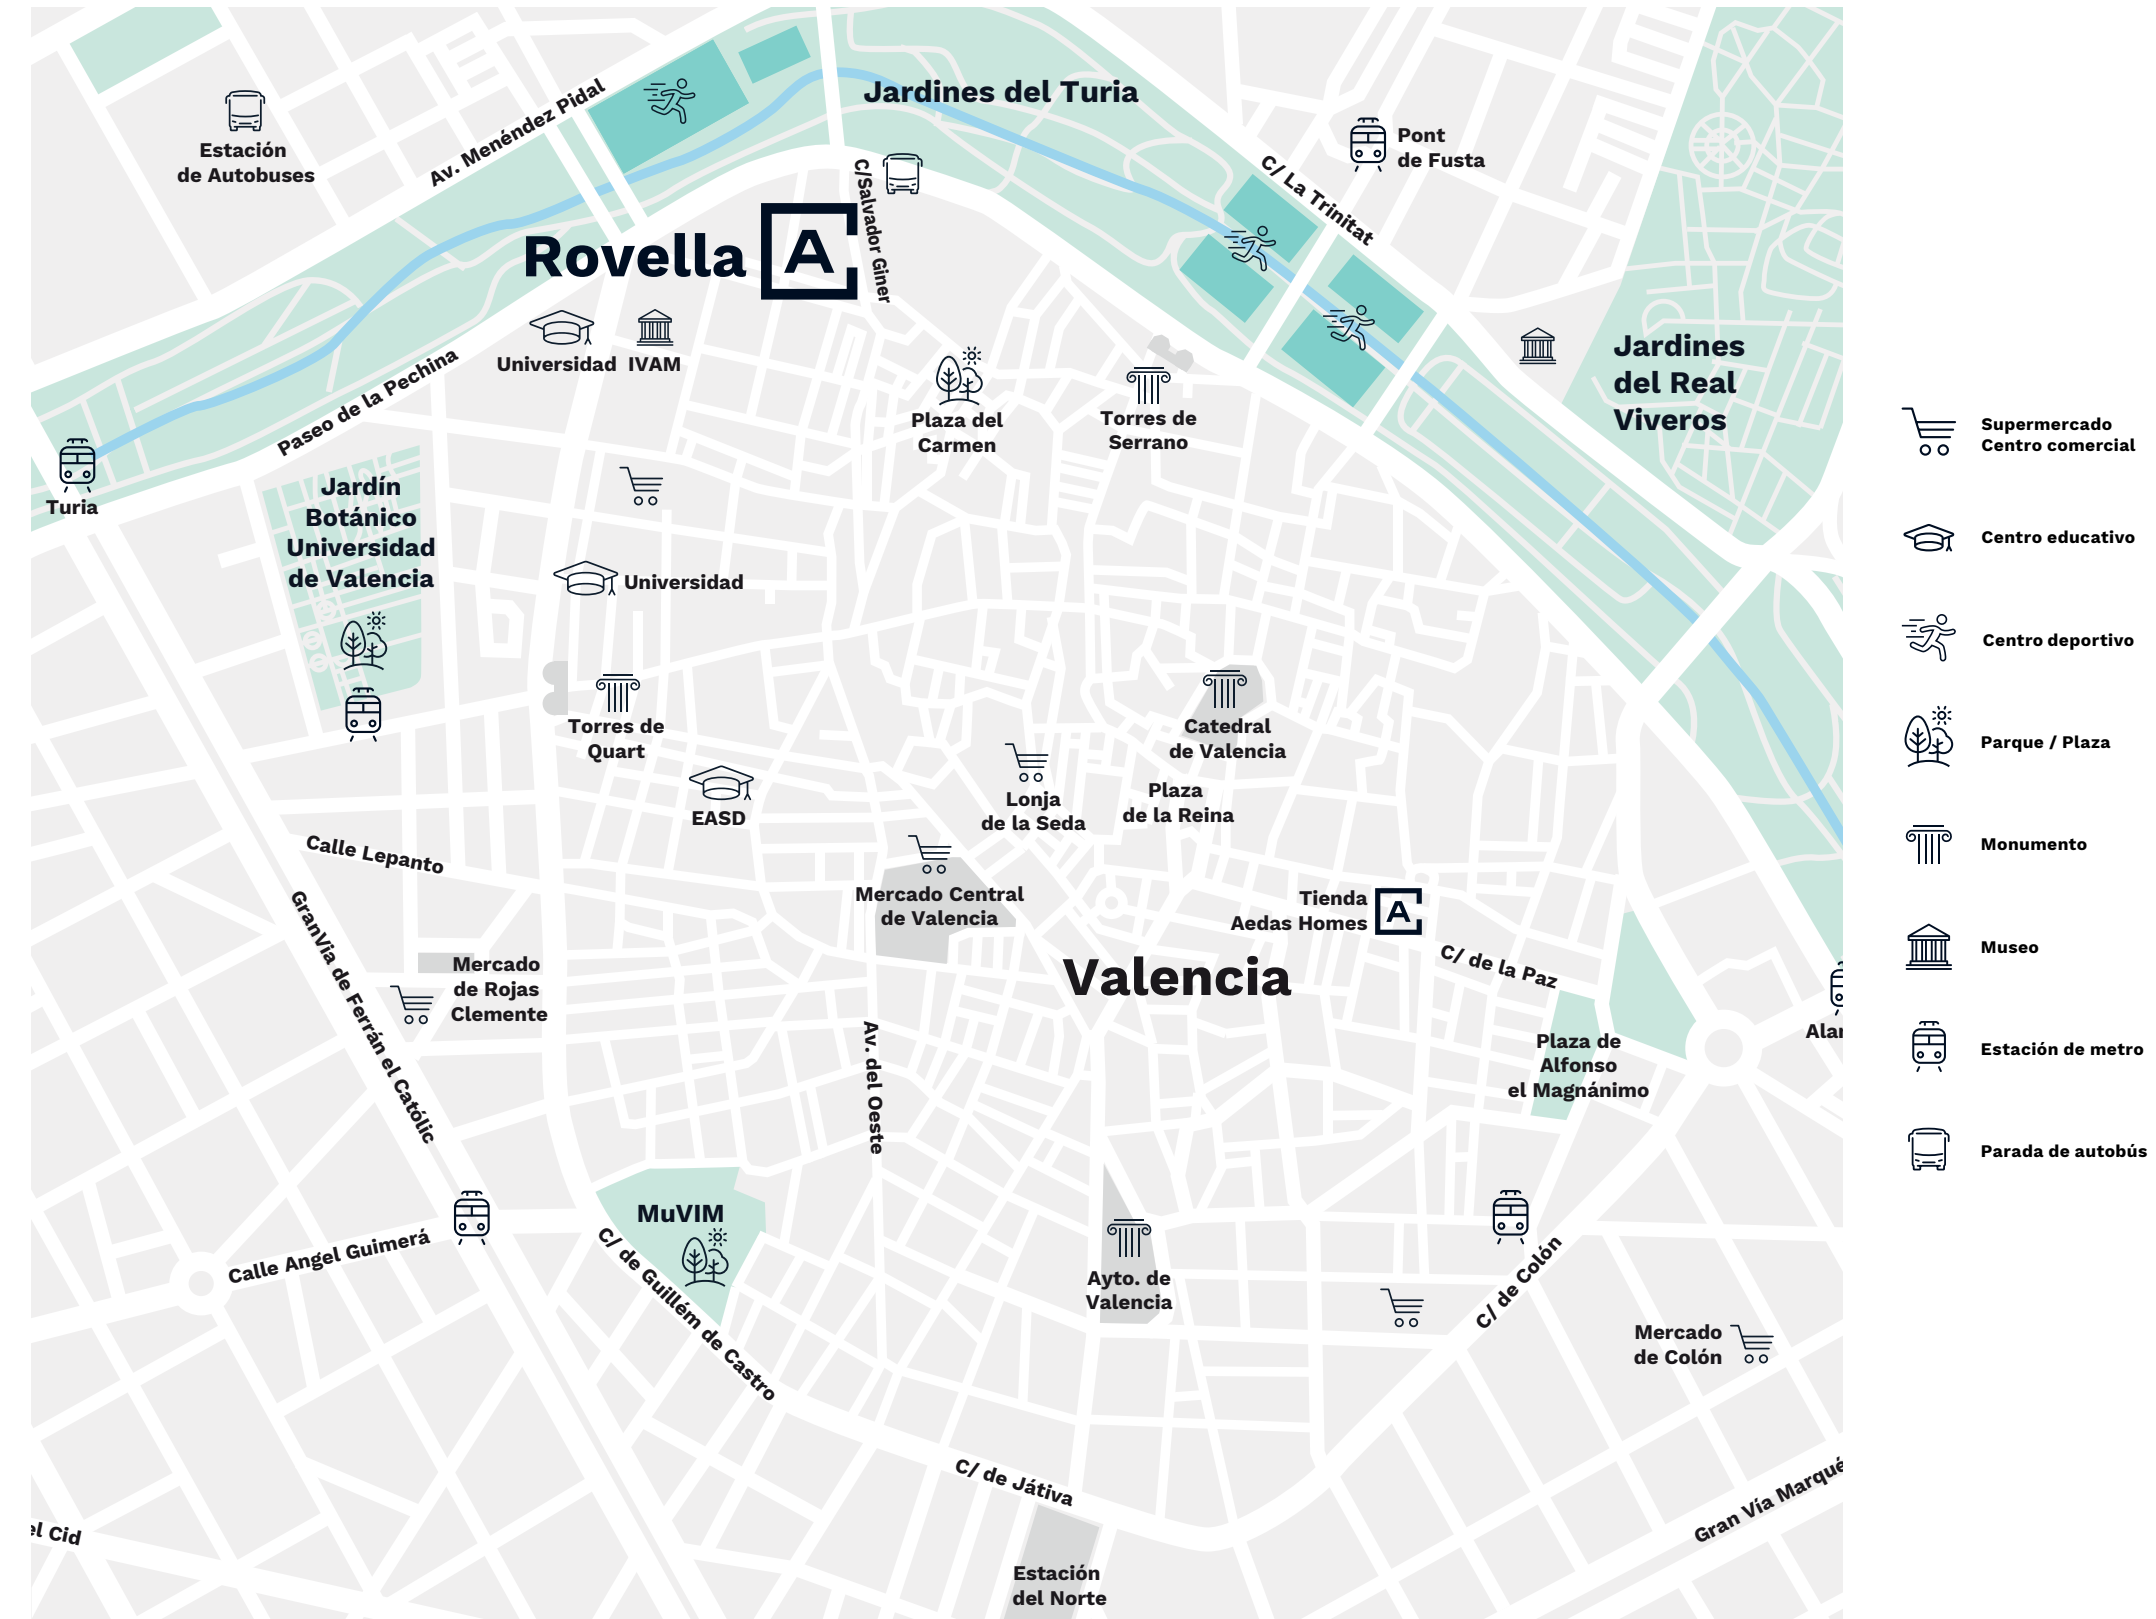 Jardines del Turia
Av. Menéndez Pidal
Estación
de Autobuses
Pont
de Fusta
C/ La Trinitat
C/Salvador Giner
Rovella
A
Universidad
IVAM
Paseo de la Pechina
Plaza del
Carmen
Torres de
Serrano
Jardines
del Real
Viveros
Turia
Jardín
Botánico
Universidad
de Valencia
Universidad
Torres de
Quart
Catedral
de Valencia
EASD
Lonja
de la Seda
Plaza
de la Reina
Calle Lepanto
Mercado Central
de Valencia
Tienda
Aedas Homes
A
C/ de la Paz
GranVia de Ferrán el Católic
Mercado
de Rojas
Clemente
Valencia
Av. del Oeste
Plaza de
Alfonso
el Magnánimo
Alar
MuVIM
Calle Angel Guimerá
C/ de Guillém de Castro
Ayto. de
Valencia
C/ de Colón
Mercado
de Colón
C/ de Játiva
Gran Vía Marqué
el Cid
Estación
del Norte
Supermercado
Centro comercial
Centro educativo
Centro deportivo
Parque / Plaza
Monumento
Museo
Estación de metro
Parada de autobús